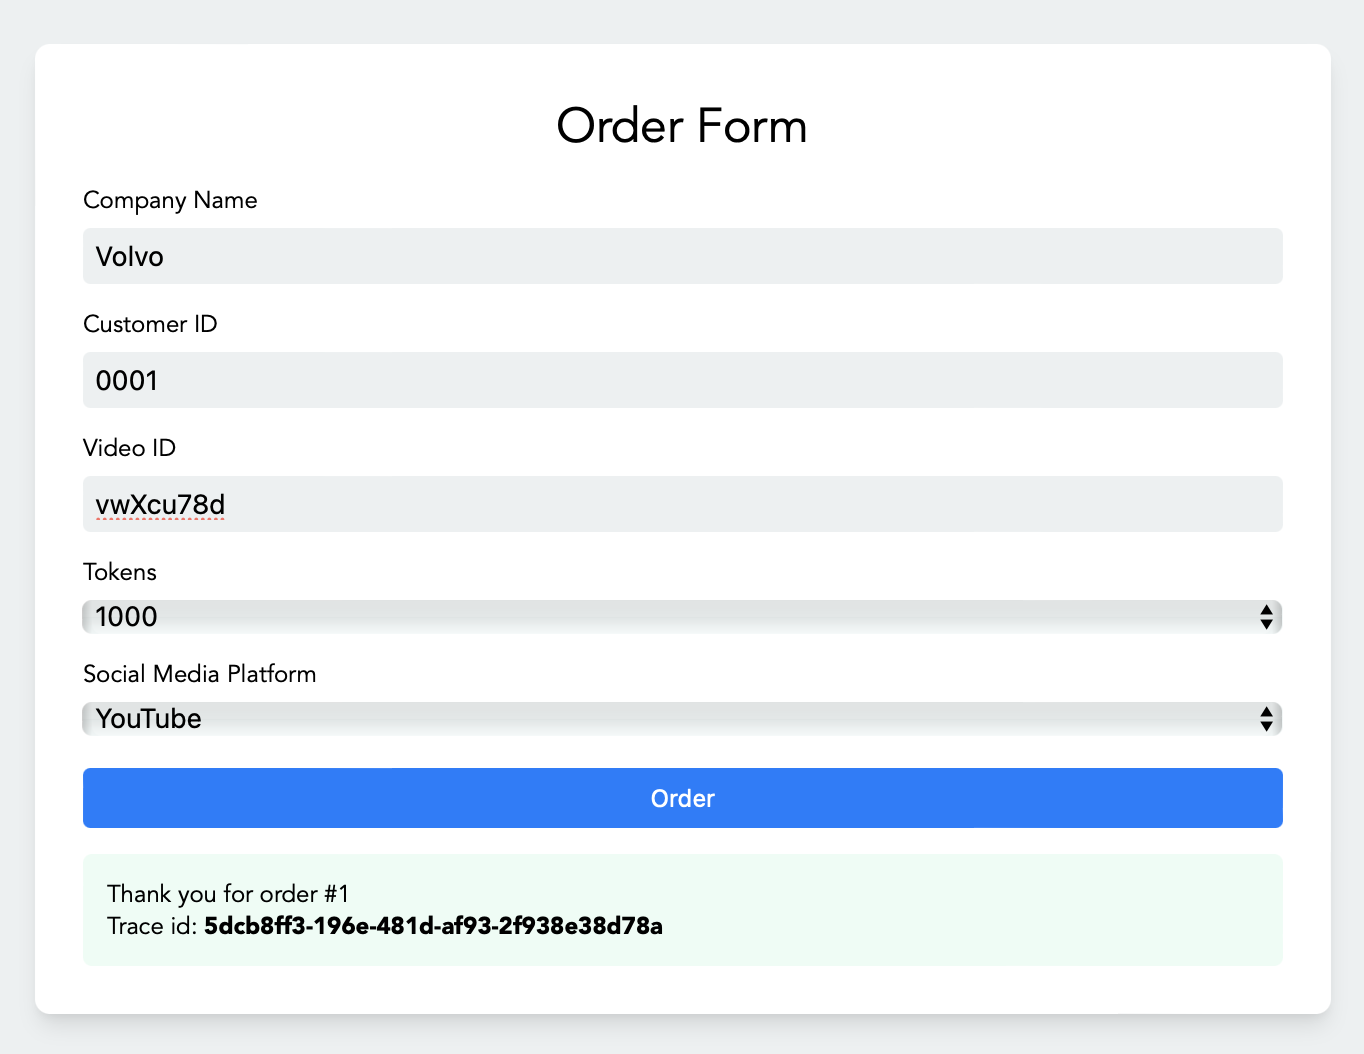 Order Form
Company Name
Volvo
Customer ID
0001
Video ID
vwXcu78d
Tokens
1000
Social Media Platform
YouTube
Order
Thank you for order #1
Trace id: 5dcb8ff3-196e-481d-af93-2f938e38d78a